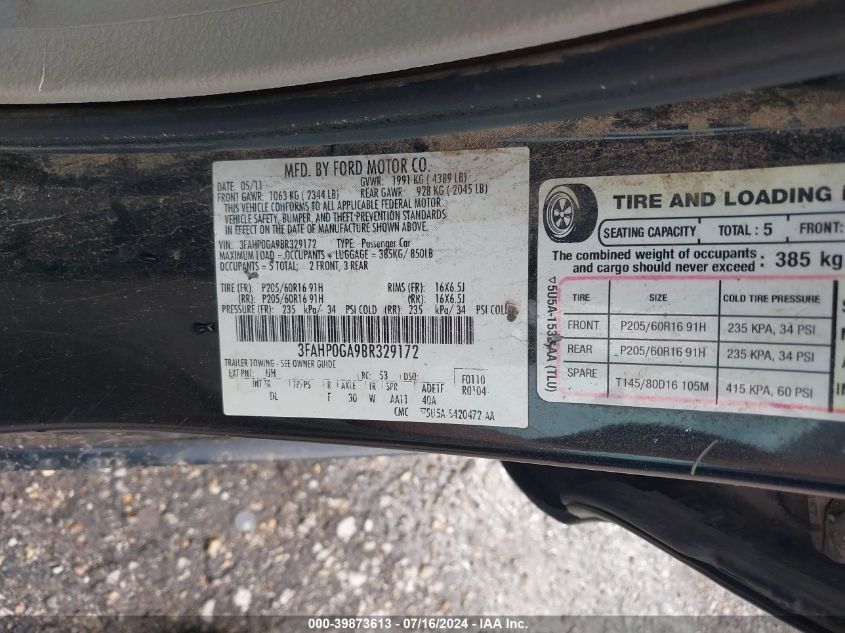 MFD. BY FORD MOTOR CO.
DATE: 05/11 GVWR: 1991 KG ( 4389 LB)
FRONT GAWR: 1063 KG ( 2344 LB) REAR GAWR: 928 KG ( 2045 LB)
THIS VEHICLE CONFORMS TO ALL APPLICABLE FEDERAL MOTOR
VEHICLE SAFETY, BUMPER, AND THEFT PREVENTION STANDARDS
IN EFFECT ON THE DATE OF MANUFACTURE SHOWN ABOVE.
VIN: 3FAHP0GA9BR329172 TYPE: Passenger Car
MAXIMUM LOAD = OCCUPANTS + LUGGAGE = 385KG/ 850LB
OCCUPANTS = 5 TOTAL; 2 FRONT, 3 REAR
TIRE (FR): P205/60R16 91H RIMS (FR): 16X6.5J
(RR): P205/60R16 91H (RR): 16X6.5J
PRESSURE (FR): 235 kPa/ 34 PSI COLD (RR): 235 kPa/ 34 PSI COLD
3FAHP0GA9BR329172
TRAILER TOWING - SEE OWNER GUIDE
EXT PNT: UH RC: 53 DSO: F0110
INT TR TP/PS R AXLE TR SPR ADETF R0104
DL F 30 W AA11 40A
CMC ▽5U5A 5420472 AA
TIRE AND LOADING
SEATING CAPACITY TOTAL : 5 FRONT:
The combined weight of occupants
and cargo should never exceed : 385 kg
TIRE SIZE COLD TIRE PRESSURE
FRONT P205/60R16 91H 235 KPA, 34 PSI
REAR P205/60R16 91H 235 KPA, 34 PSI
SPARE T145/80D16 105M 415 KPA, 60 PSI
000-39873613 - 07/16/2024 - IAA Inc.